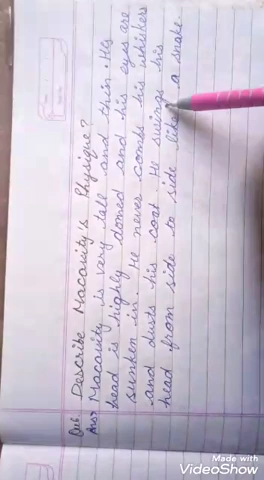 Que Describe Macavity's Physique?
Ans Macavity is very tall and thin. His
head is highly domed and his eyes are
sunken in. He never combs his whiskers
and dusts his coat He swings his
head from side to side like a snake.
Made with
VideoShow